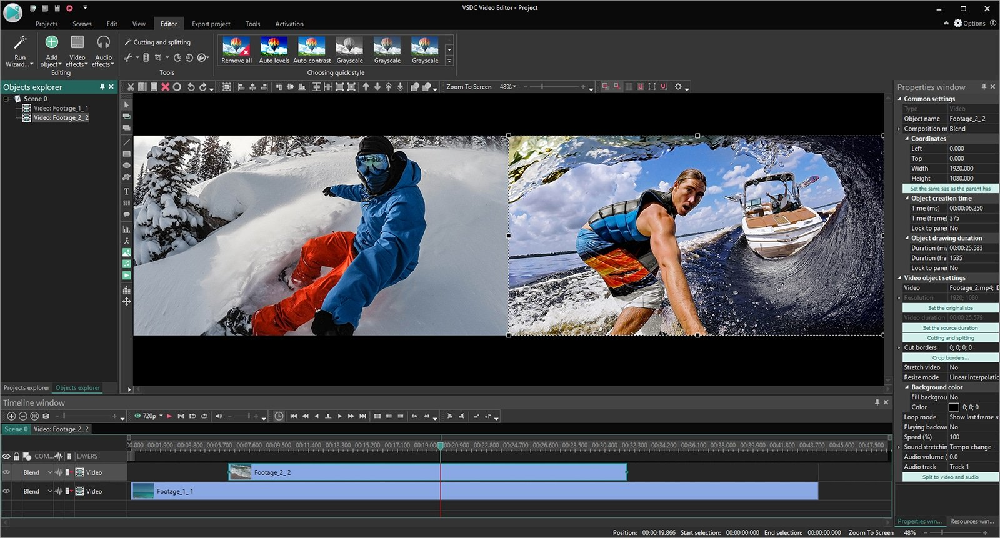 VSDC Video Editor - Project
Projects Scenes Edit View Editor Export project Tools Activation
Options
Run Wizard...
Add object
Video effects
Audio effects
Editing
Cutting and splitting
Tools
Remove all Auto levels Auto contrast Grayscale Grayscale Grayscale
Choosing quick style
Objects explorer
Scene 0
Video: Footage_1_ 1
Video: Footage_2_ 2
Projects explorer Objects explorer
Zoom To Screen 48%
T
SUB
Properties window
Common settings
Type Video
Object name Footage_2_ 2
Composition m Blend
Coordinates
Left 0.000
Top 0.000
Width 1920.000
Height 1080.000
Set the same size as the parent has
Object creation time
Time (ms) 00:00:06.250
Time (frame) 375
Lock to parer No
Object drawing duration
Duration (ms 00:00:25.583
Duration (fra 1535
Lock to parer No
Video object settings
Video Footage_2.mp4; ID
Resolution 1920; 1080
Set the original size
Video duration 00:00:25.579
Set the source duration
Cutting and splitting
Cut borders 0; 0; 0; 0
Crop borders...
Stretch video No
Resize mode Linear interpolatic
Background color
Fill backgrou No
Color 0; 0; 0
Loop mode Show last frame a
Playing backwa No
Speed (%) 100
Sound stretchin Tempo change
Audio volume ( 0.0
Audio track Track 1
Split to video and audio
Properties win... Resources win...
Timeline window
720p
Scene 0 Video: Footage_2_ 2
00.000 00:01.900 00:03.800 00:05.700 00:07.600 00:09.500 00:11.400 00:13.300 00:15.200 00:17.100 00:19.000 00:20.900 00:22.800 00:24.700 00:26.600 00:28.500 00:30.400 00:32.300 00:34.200 00:36.100 00:38.000 00:39.900 00:41.800 00:43.700 00:45.600 00:47.500
COM... LAYERS
Blend Video Footage_2_ 2
Blend Video Footage_1_ 1
Position: 00:00:19.866 Start selection: 00:00:00.000 End selection: 00:00:00.000 Zoom To Screen 48%